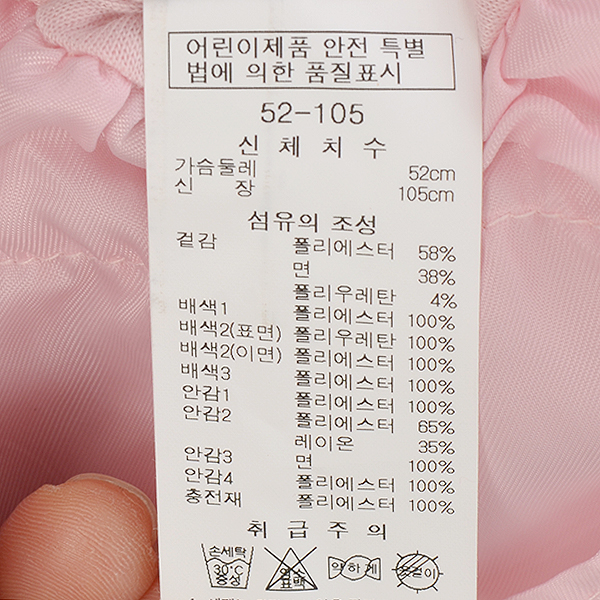 어린이제품 안전 특별
법에 의한 품질표시
52-105
신 체 치 수
가슴둘레 52cm
신 장 105cm
섬유의 조성
겉감 폴리에스터 58%
면 38%
폴리우레탄 4%
배색1 폴리에스터 100%
배색2(표면) 폴리우레탄 100%
배색2(이면) 폴리에스터 100%
배색3 폴리에스터 100%
안감1 폴리에스터 100%
안감2 폴리에스터 65%
레이온 35%
안감3 면 100%
안감4 폴리에스터 100%
충전재 폴리에스터 100%
취 급 주 의
손세탁 30℃ 중성
염소 표백
약하게
옷걸이